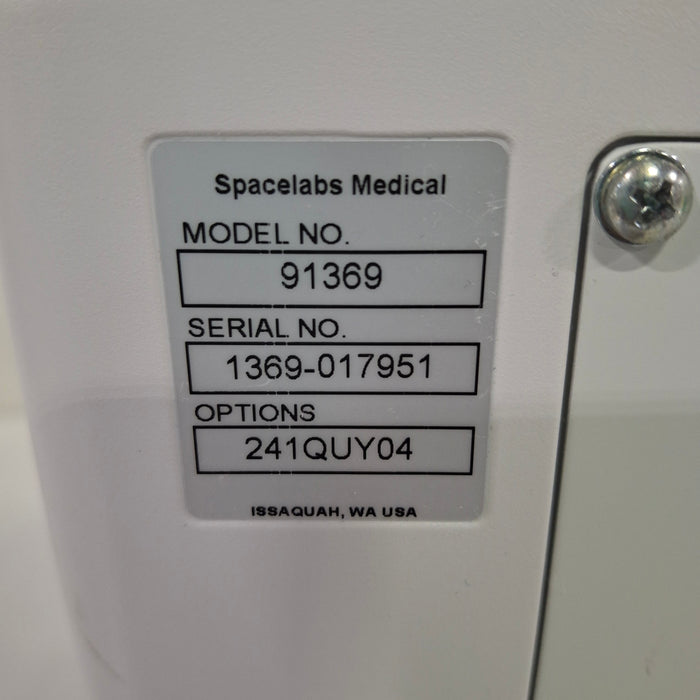 Spacelabs Medical
MODEL NO.
91369
SERIAL NO.
1369-017951
OPTIONS
241QUY04
ISSAQUAH, WA USA